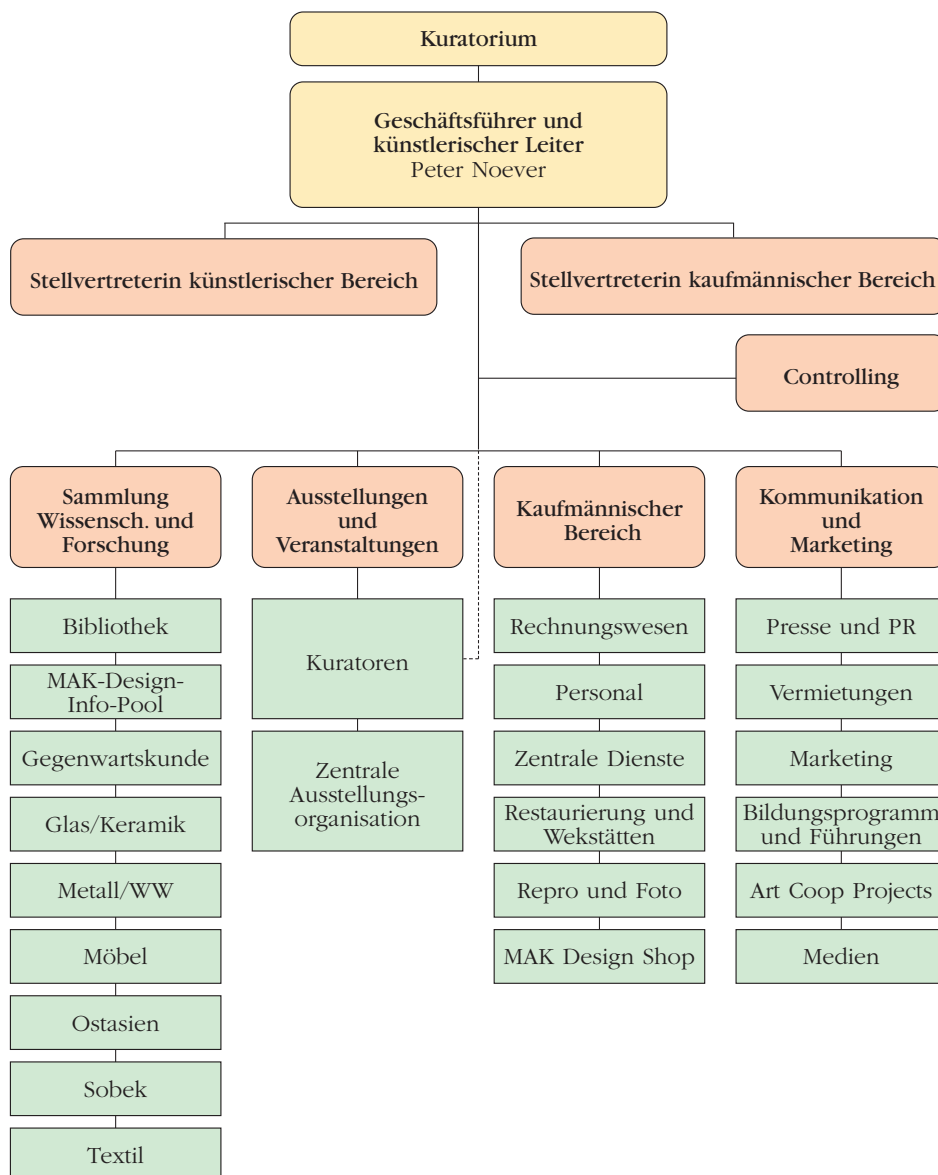 Kuratorium
Geschäftsführer und
künstlerischer Leiter
Peter Noever
Stellvertreterin künstlerischer Bereich
Stellvertreterin kaufmännischer Bereich
Controlling
Sammlung
Wissensch. und
Forschung
Bibliothek
MAK-Design-
Info-Pool
Gegenwartskunde
Glas/Keramik
Metall/WW
Möbel
Ostasien
Sobek
Textil
Ausstellungen
und
Veranstaltungen
Kuratoren
Zentrale
Ausstellungs-
organisation
Kaufmännischer
Bereich
Rechnungswesen
Personal
Zentrale Dienste
Restaurierung und
Wekstätten
Repro und Foto
MAK Design Shop
Kommunikation
und
Marketing
Presse und PR
Vermietungen
Marketing
Bildungsprogramm
und Führungen
Art Coop Projects
Medien